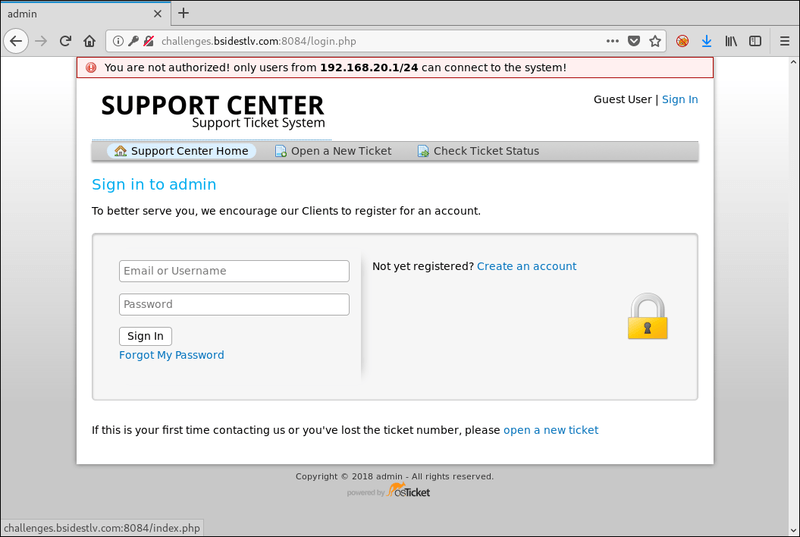 admin
challenges.bsidestlv.com:8084/login.php
You are not authorized! only users from 192.168.20.1/24 can connect to the system!
SUPPORT CENTER
Support Ticket System
Guest User | Sign In
Support Center Home Open a New Ticket Check Ticket Status
Sign in to admin
To better serve you, we encourage our Clients to register for an account.
Email or Username
Password
Sign In
Forgot My Password
Not yet registered? Create an account
If this is your first time contacting us or you've lost the ticket number, please open a new ticket
Copyright © 2018 admin - All rights reserved.
powered by osTicket
challenges.bsidestlv.com:8084/index.php